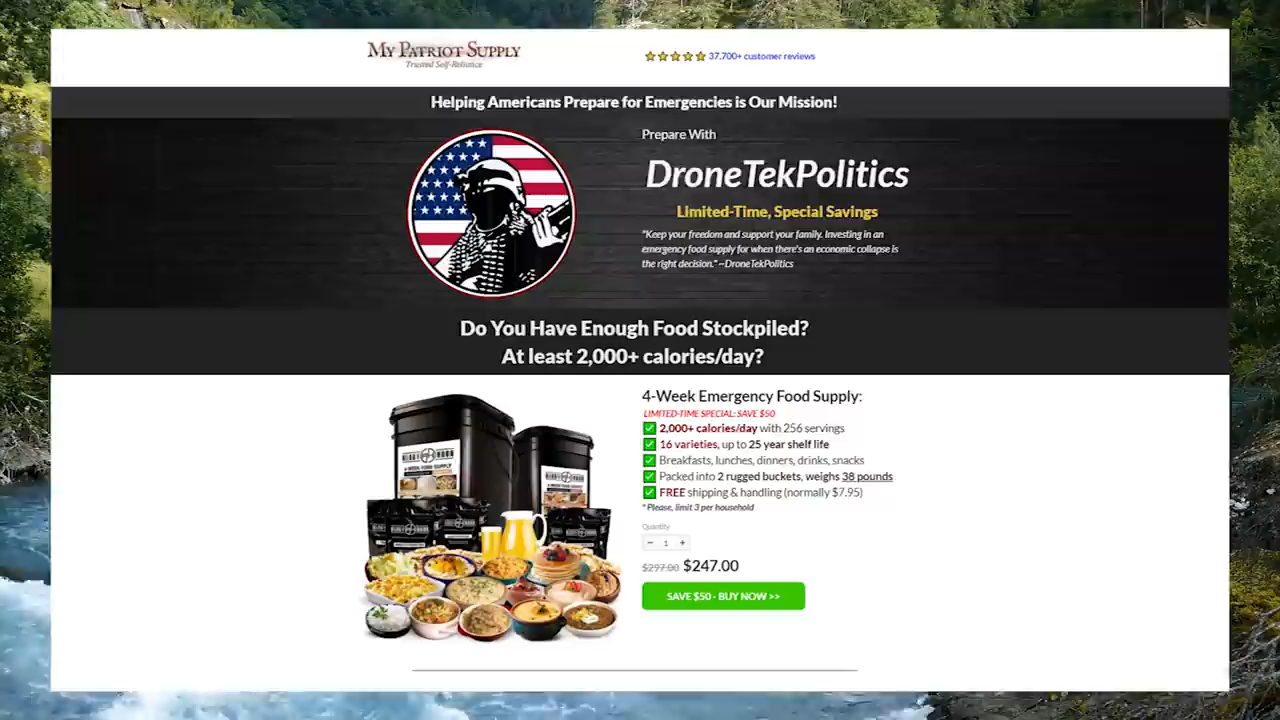 My Patriot Supply
Trusted Self-Reliance
37,700+ customer reviews
Helping Americans Prepare for Emergencies is Our Mission!
Prepare With
DroneTekPolitics
Limited-Time, Special Savings
"Keep your freedom and support your family. Investing in an
emergency food supply for when there's an economic collapse is
the right decision." –DroneTekPolitics
Do You Have Enough Food Stockpiled?
At least 2,000+ calories/day?
4-Week Emergency Food Supply:
LIMITED-TIME SPECIAL: SAVE $50
2,000+ calories/day with 256 servings
16 varieties, up to 25 year shelf life
Breakfasts, lunches, dinners, drinks, snacks
Packed into 2 rugged buckets, weighs 38 pounds
FREE shipping & handling (normally $7.95)
* Please, limit 3 per household
Quantity
− 1 +
$297.00 $247.00
SAVE $50 - BUY NOW >>